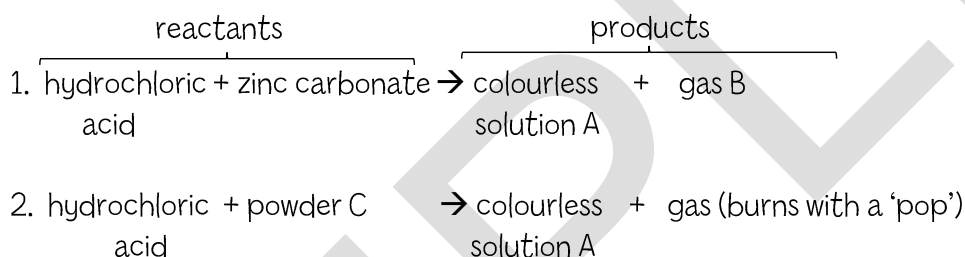 reactants products
1. hydrochloric + zinc carbonate → colourless + gas B
acid solution A
2. hydrochloric + powder C → colourless + gas (burns with a ‘pop’)
acid solution A